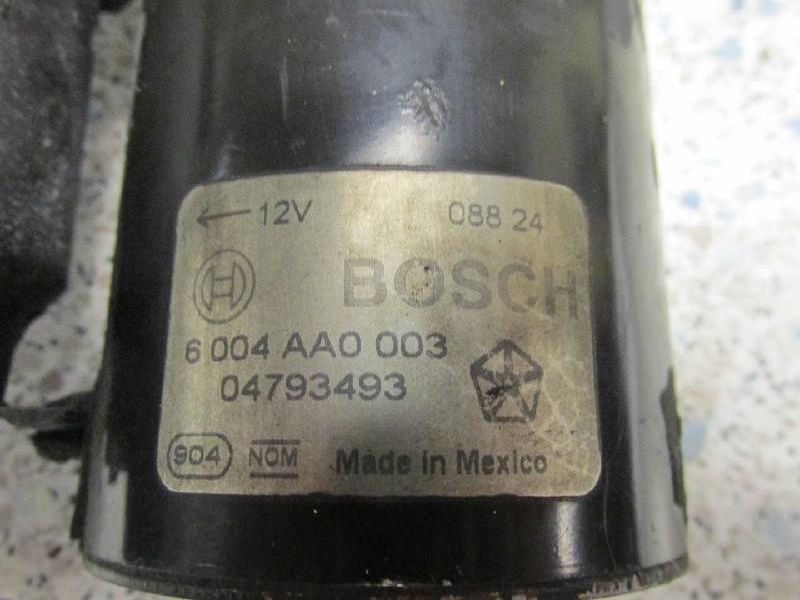 ← 12V 088 24
BOSCH
6 004 AA0 003
04793493
904 NOM Made in Mexico